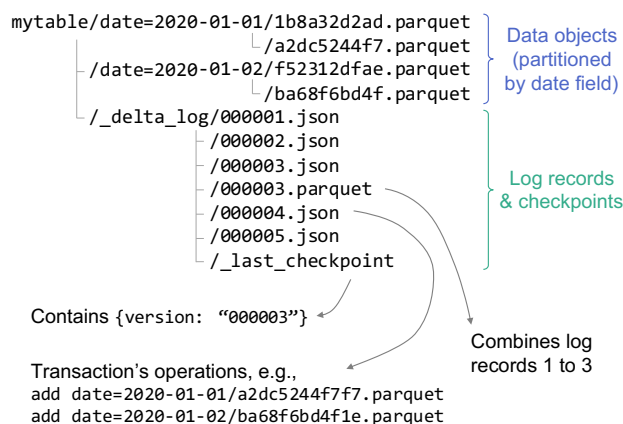 mytable/date=2020-01-01/1b8a32d2ad.parquet
/a2dc5244f7.parquet
/date=2020-01-02/f52312dfae.parquet
/ba68f6bd4f.parquet
/_delta_log/000001.json
/000002.json
/000003.json
/000003.parquet
/000004.json
/000005.json
/_last_checkpoint
Data objects
(partitioned
by date field)
Log records
& checkpoints
Contains {version: “000003”}
Combines log
records 1 to 3
Transaction’s operations, e.g.,
add date=2020-01-01/a2dc5244f7f7.parquet
add date=2020-01-02/ba68f6bd4f1e.parquet